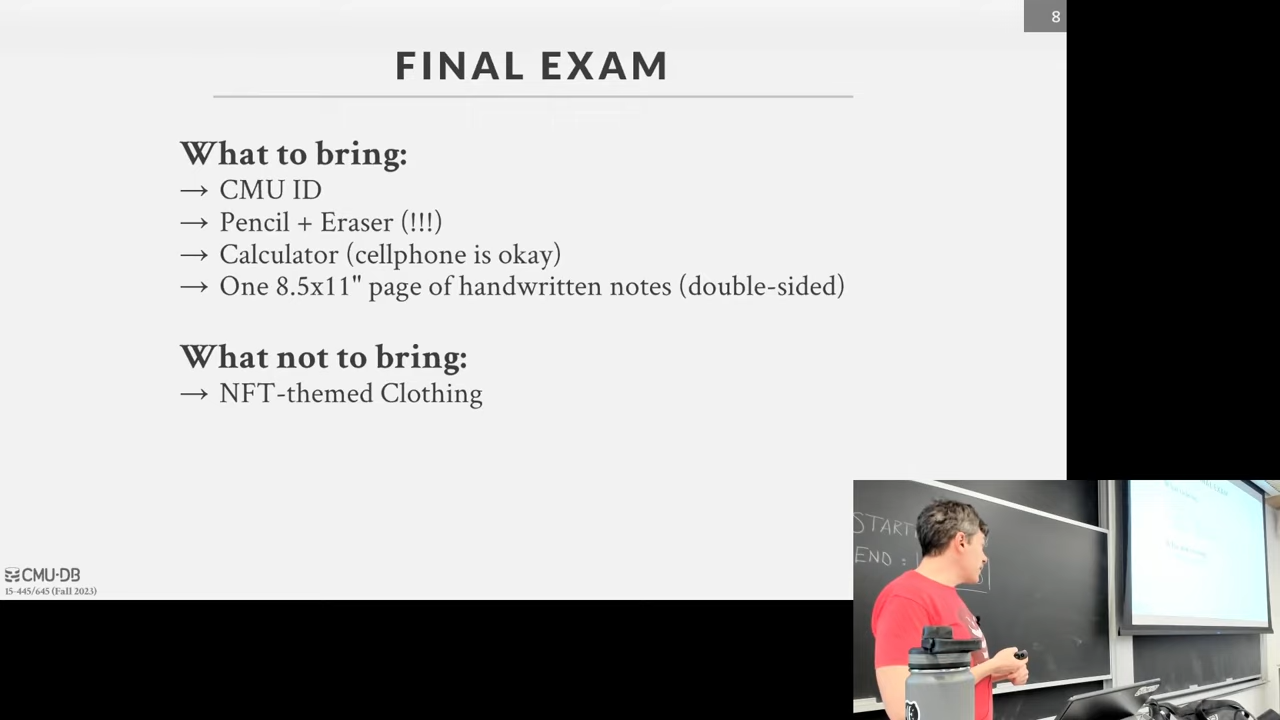 8
FINAL EXAM
What to bring:
→ CMU ID
→ Pencil + Eraser (!!!)
→ Calculator (cellphone is okay)
→ One 8.5x11" page of handwritten notes (double-sided)
What not to bring:
→ NFT-themed Clothing
CMU·DB
15-445/645 (Fall 2023)
START
END :